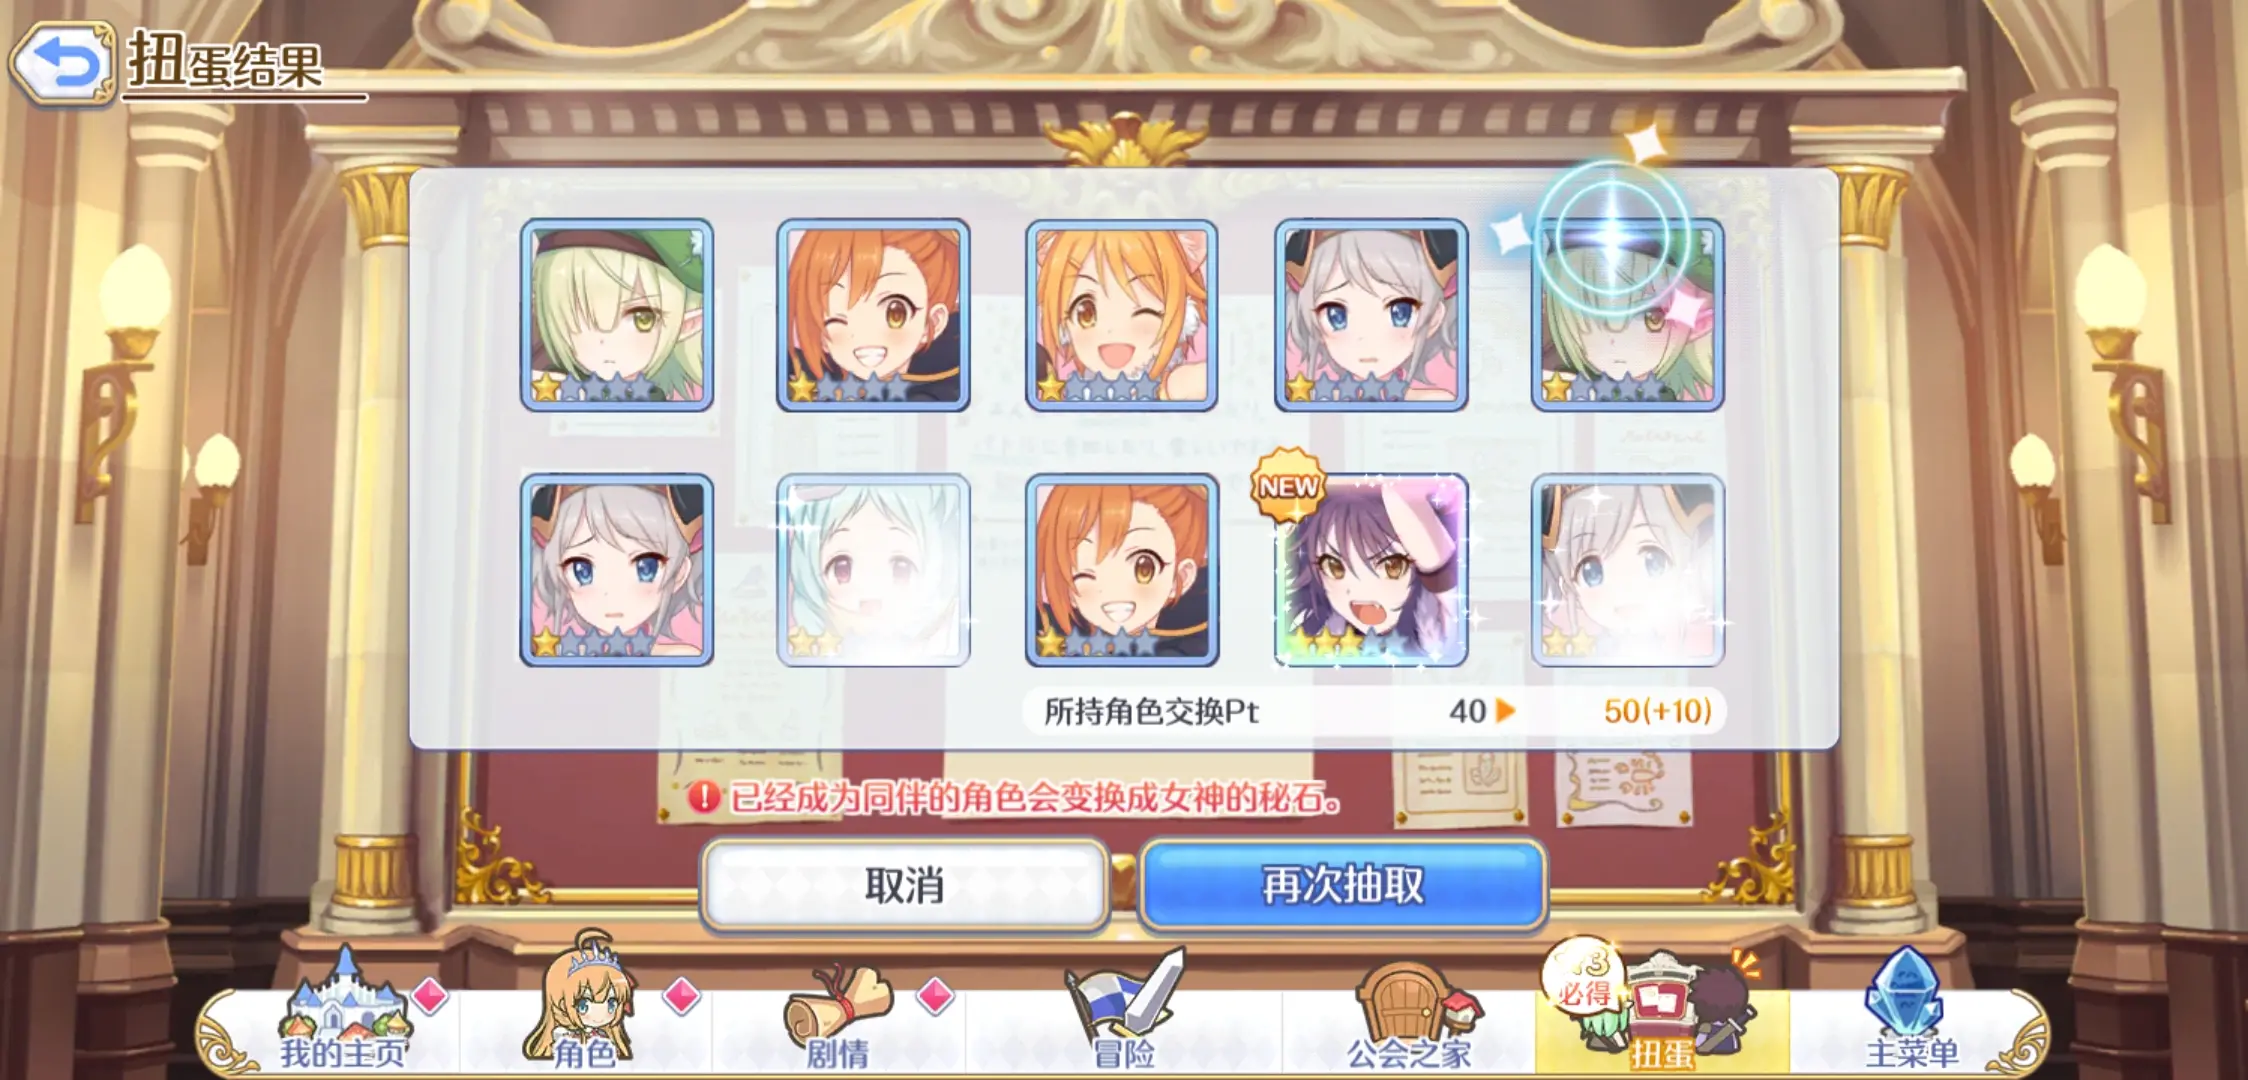 扭蛋结果
NEW
所持角色交换Pt 40 50(+10)
已经成为同伴的角色会变换成女神的秘石。
取消
再次抽取
必得
我的主页
角色
剧情
冒险
公会之家
扭蛋
主菜单